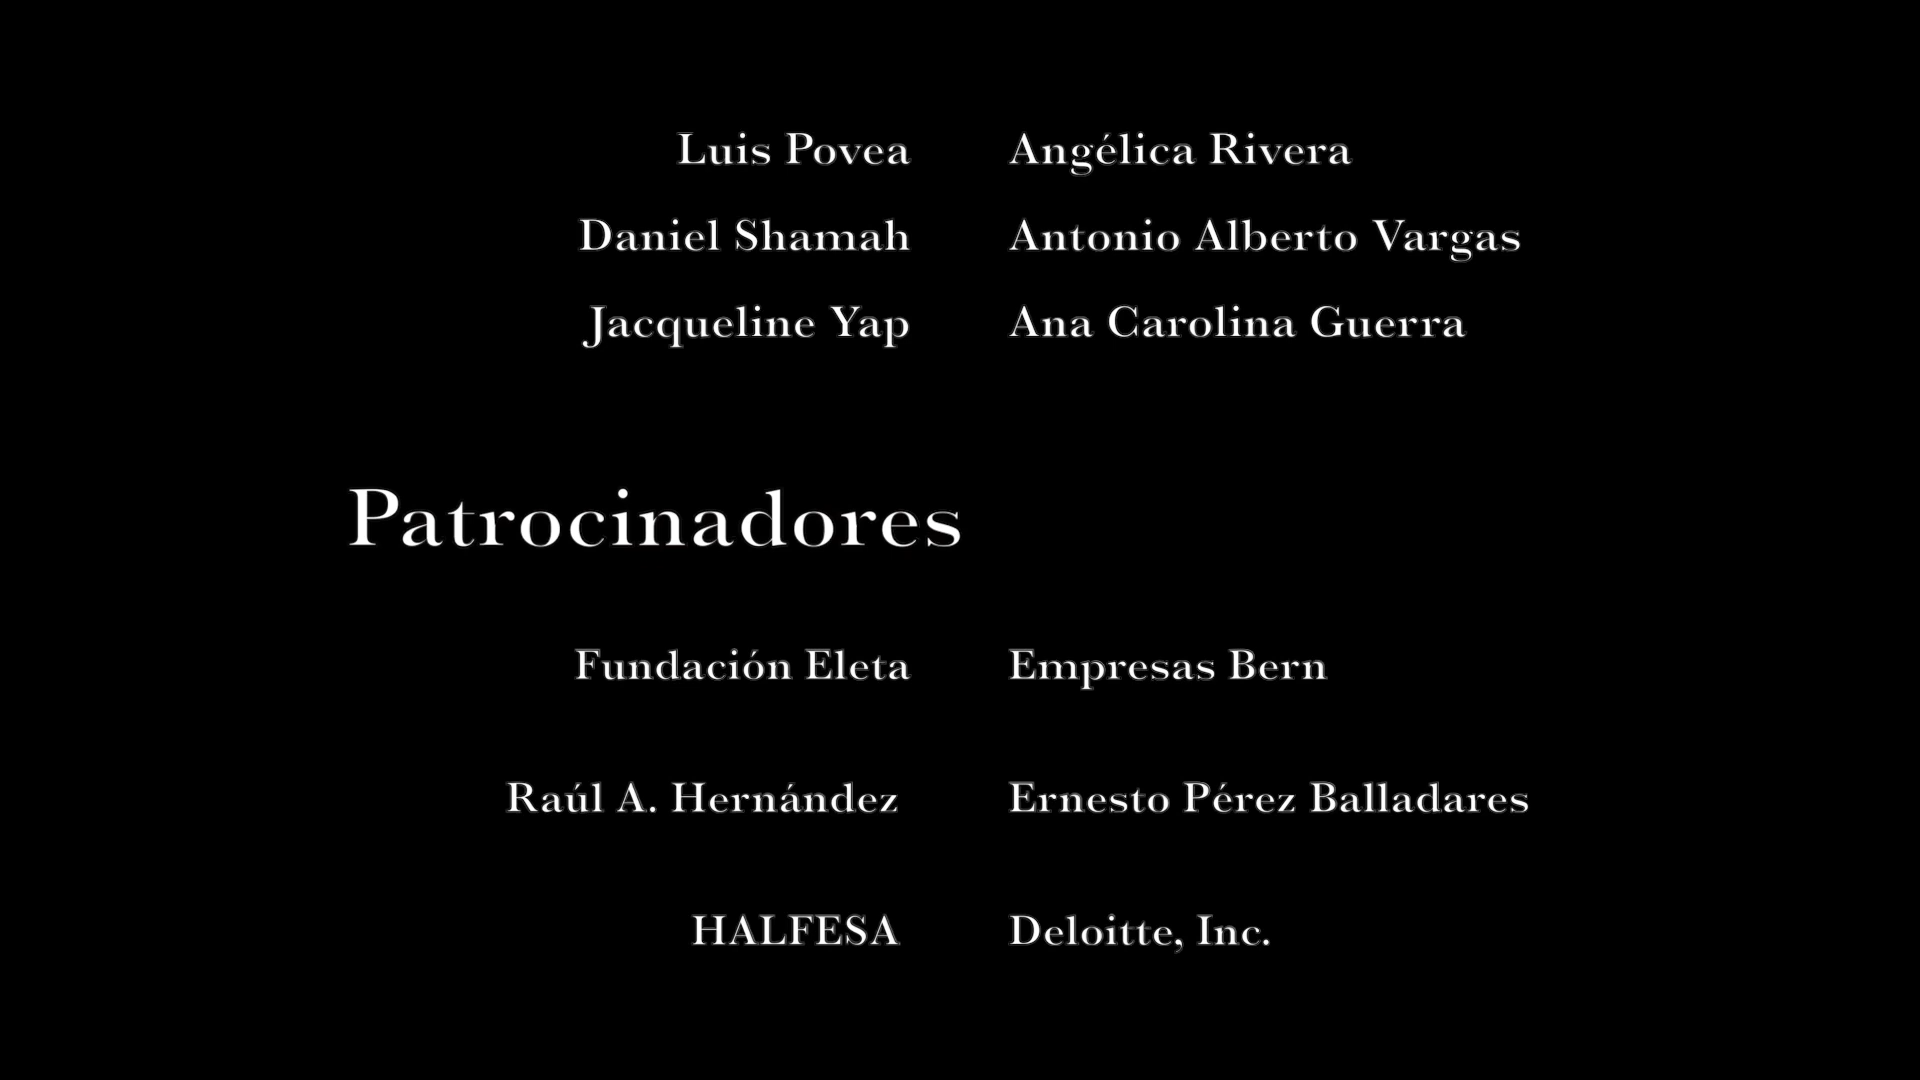 Luis Povea Angélica Rivera
Daniel Shamah Antonio Alberto Vargas
Jacqueline Yap Ana Carolina Guerra
Patrocinadores
Fundación Eleta Empresas Bern
Raúl A. Hernández Ernesto Pérez Balladares
HALFESA Deloitte, Inc.